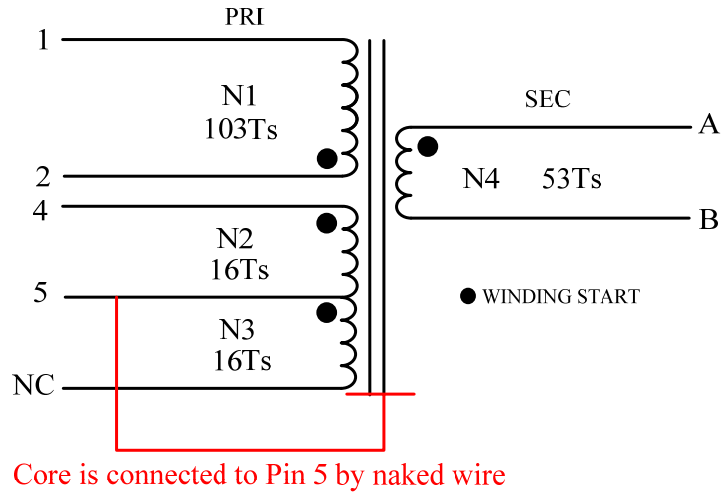 PRI
1
N1
103Ts
2
4
N2
16Ts
5
N3
16Ts
NC
SEC
A
N4 53Ts
B
WINDING START
Core is connected to Pin 5 by naked wire